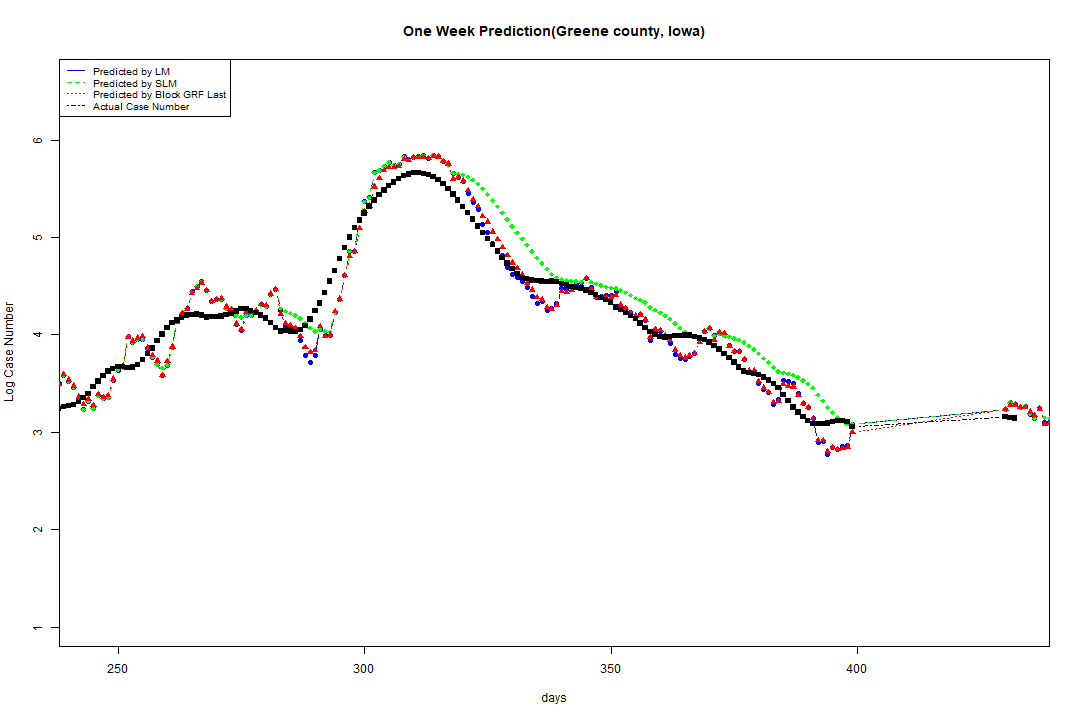 One Week Prediction(Greene county, Iowa)
Predicted by LM
Predicted by SLM
Predicted by Block GRF Last
Actual Case Number
6
5
4
3
2
1
Log Case Number
250 300 350 400
days